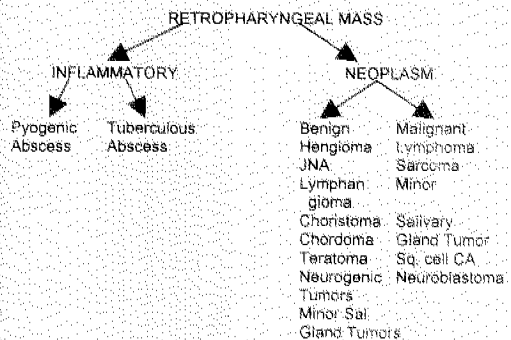 RETROPHARYNGEAL MASS
INFLAMMATORY
NEOPLASM
Pyogenic
Abscess
Tuberculous
Abscess
Benign
Hengioma
JNA
Lymphan
gioma
Choristoma
Chordoma
Teratoma
Neurogenic
Tumors
Minor Sal
Gland Tumors
Malignant
Lymphoma
Sarcoma
Minor
Salivary
Gland Tumor
Sq. cell CA
Neuroblastoma